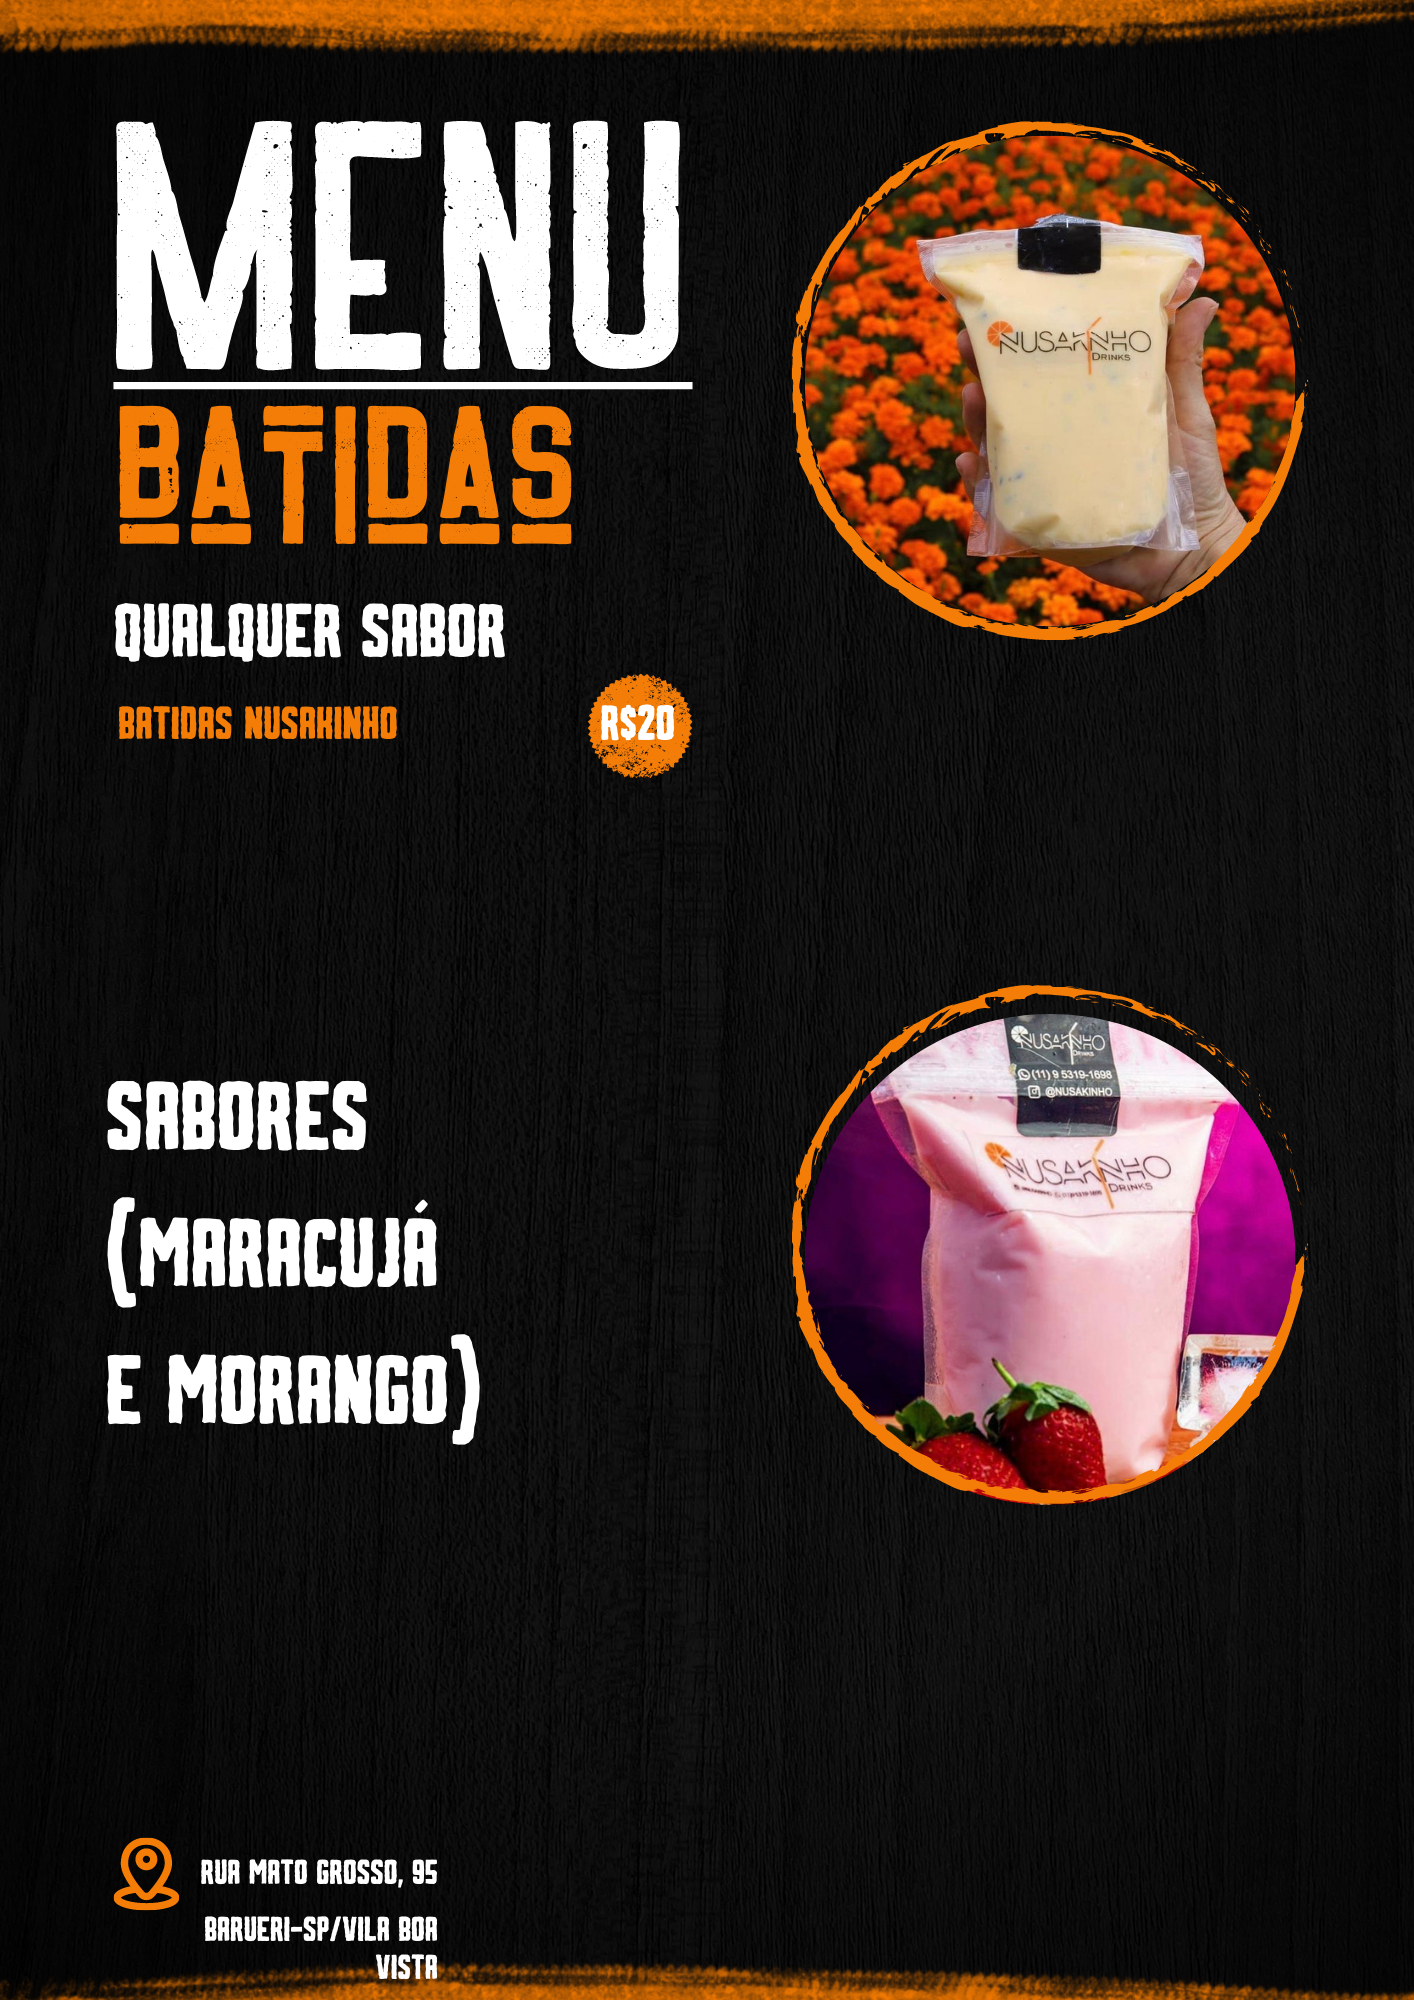 MENU
BATIDAS
QUALQUER SABOR
BATIDAS NUSAKINHO
R$20
NUSAKINHO
DRINKS
SABORES
(MARACUJÁ
E MORANGO)
NUSAKINHO
DRINKS
(11) 9 5319-1698
@NUSAKINHO
NUSAKINHO
DRINKS
RUA MATO GROSSO, 95
BARUERI-SP/VILA BOA
VISTA